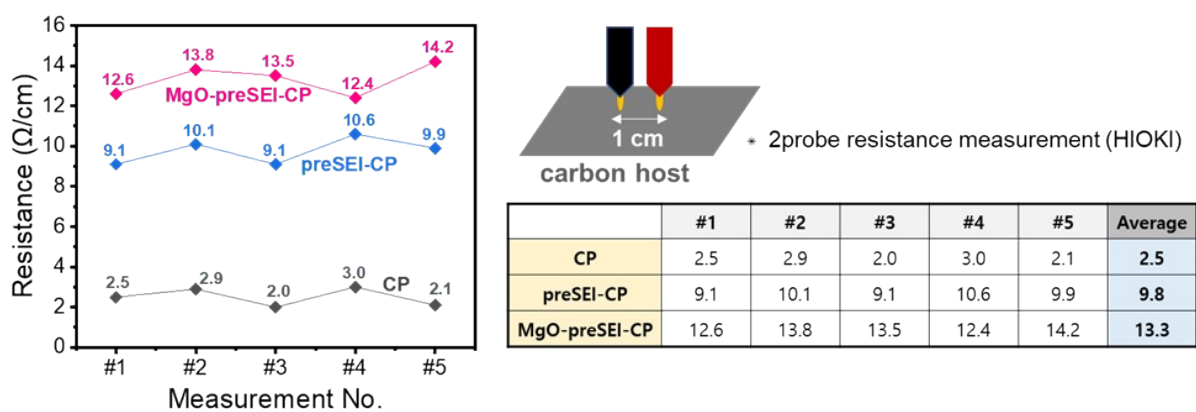 Resistance (Ω/cm)
16
14
12
10
8
6
4
2
0
12.6
13.8
13.5
12.4
14.2
MgO-preSEI-CP
9.1
10.1
9.1
10.6
9.9
preSEI-CP
2.5
2.9
2.0
3.0
2.1
CP
#1 #2 #3 #4 #5
Measurement No.
1 cm
carbon host
* 2probe resistance measurement (HIOKI)
#1 #2 #3 #4 #5 Average
CP 2.5 2.9 2.0 3.0 2.1 2.5
preSEI-CP 9.1 10.1 9.1 10.6 9.9 9.8
MgO-preSEI-CP 12.6 13.8 13.5 12.4 14.2 13.3